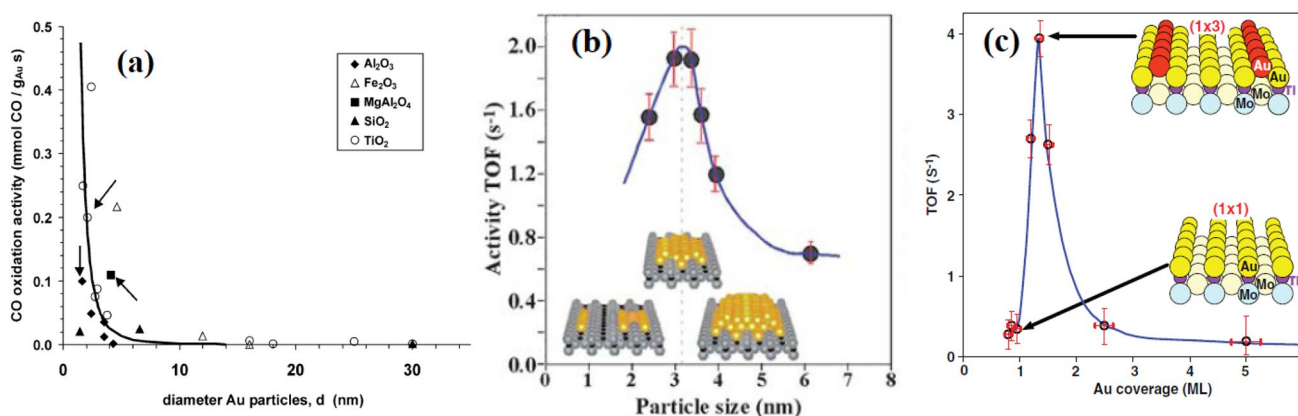 (a)
CO oxidation activity (mmol CO / gAu s)
0.5
0.4
0.3
0.2
0.1
0.0
Al₂O₃
Fe₂O₃
MgAl₂O₄
SiO₂
TiO₂
0
10
20
30
diameter Au particles, d (nm)
(b)
Activity TOF (s⁻¹)
2.0
1.6
1.2
0.8
0.4
0.0
0 1 2 3 4 5 6 7 8
Particle size (nm)
(c)
TOF (S⁻¹)
4
3
2
1
0
0 1 2 3 4 5
Au coverage (ML)
(1x3)
Au
Au
TI
Mo
Mo
(1x1)
Au
TI
Mo
Mo